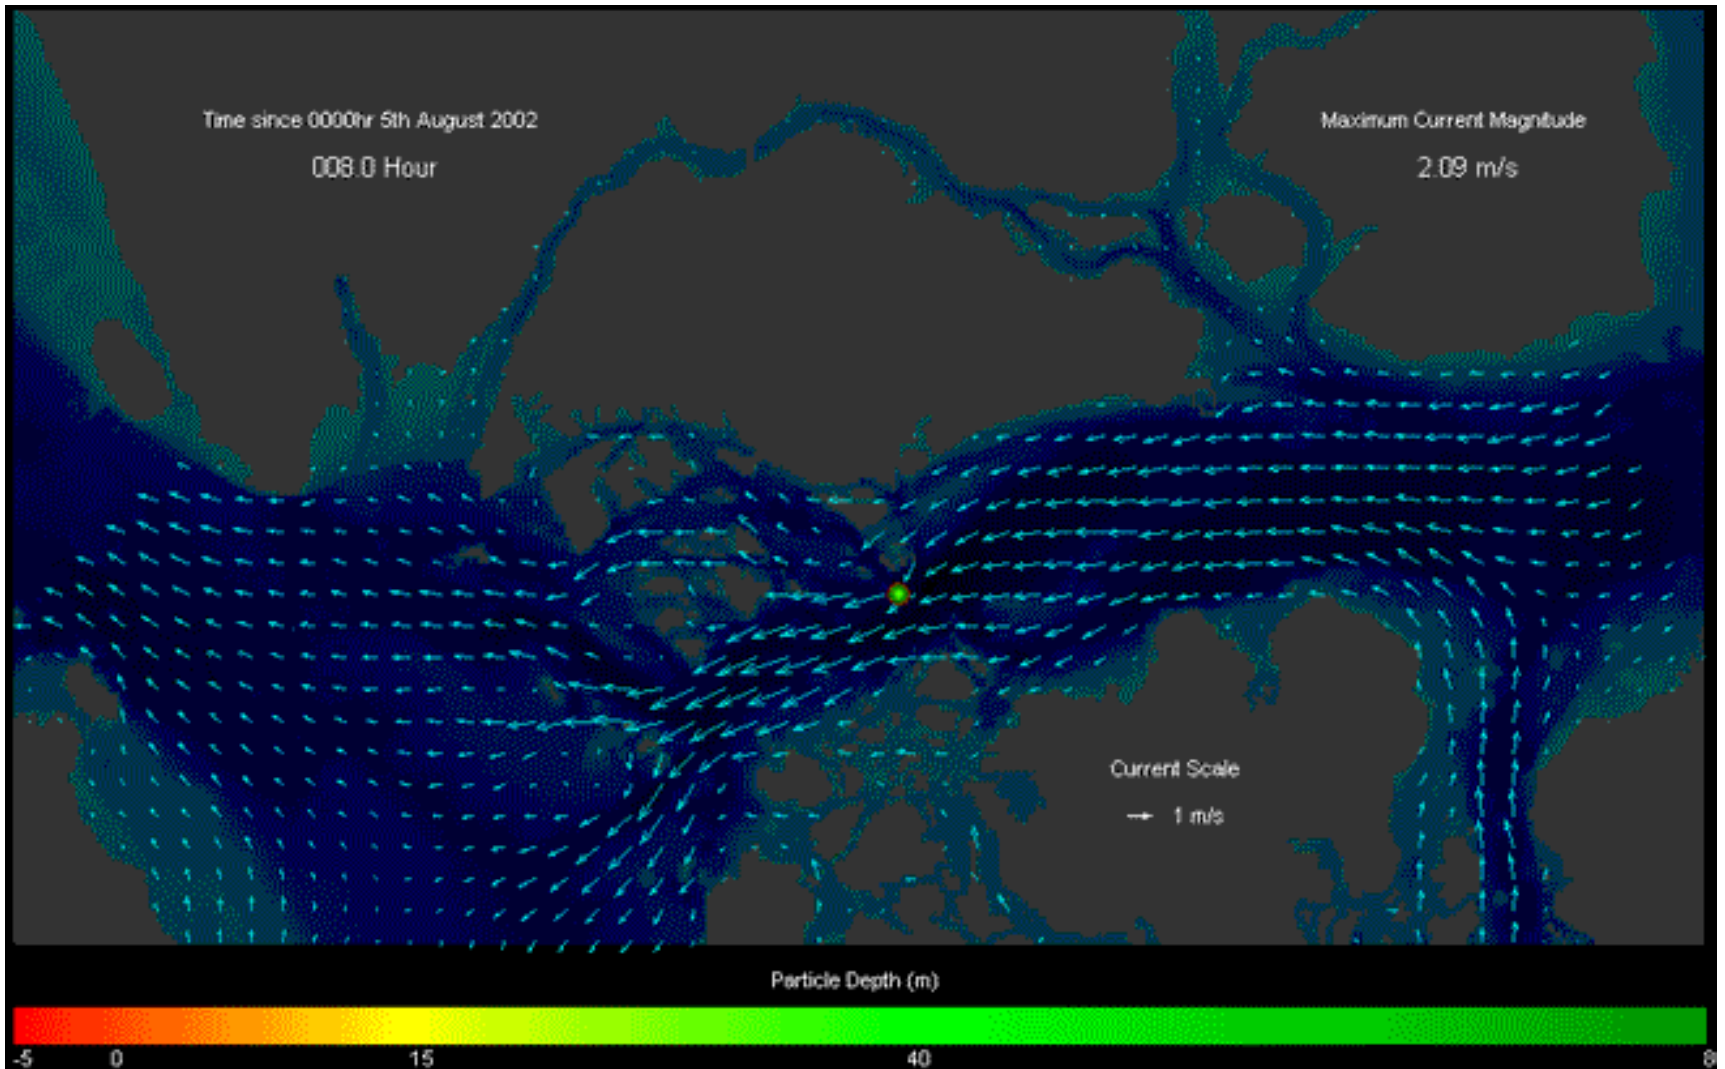 Time since 0000hr 5th August 2002
008.0 Hour
Maximum Current Magnitude
2.09 m/s
Current Scale
1 m/s
Particle Depth (m)
-5 0 15 40